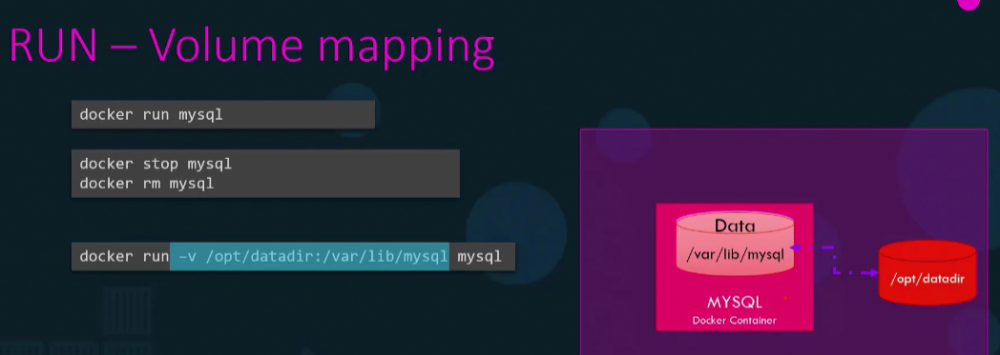 RUN – Volume mapping
docker run mysql
docker stop mysql
docker rm mysql
docker run -v /opt/datadir:/var/lib/mysql mysql
Data
/var/lib/mysql
/opt/datadir
MYSQL
Docker Container